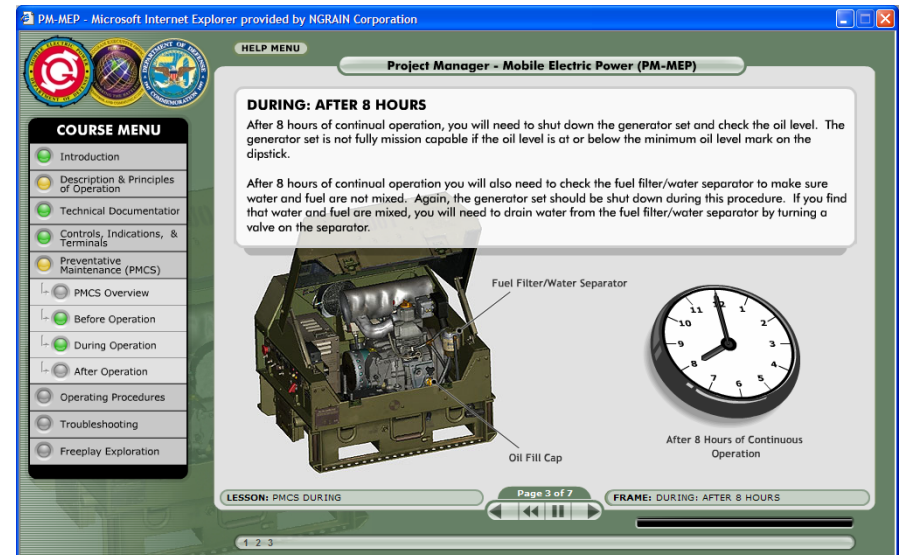 PM-MEP - Microsoft Internet Explorer provided by NGRAIN Corporation
HELP MENU
Project Manager - Mobile Electric Power (PM-MEP)
COURSE MENU
Introduction
Description & Principles
of Operation
Technical Documentation
Controls, Indications, &
Terminals
Preventative
Maintenance (PMCS)
PMCS Overview
Before Operation
During Operation
After Operation
Operating Procedures
Troubleshooting
Freeplay Exploration
DURING: AFTER 8 HOURS
After 8 hours of continual operation, you will need to shut down the generator set and check the oil level. The
generator set is not fully mission capable if the oil level is at or below the minimum oil level mark on the
dipstick.
After 8 hours of continual operation you will also need to check the fuel filter/water separator to make sure
water and fuel are not mixed. Again, the generator set should be shut down during this procedure. If you find
that water and fuel are mixed, you will need to drain water from the fuel filter/water separator by turning a
valve on the separator.
Fuel Filter/Water Separator
Oil Fill Cap
12
1
2
3
4
5
6
7
8
9
10
11
After 8 Hours of Continuous
Operation
LESSON: PMCS DURING
Page 3 of 7
FRAME: DURING: AFTER 8 HOURS
1 2 3